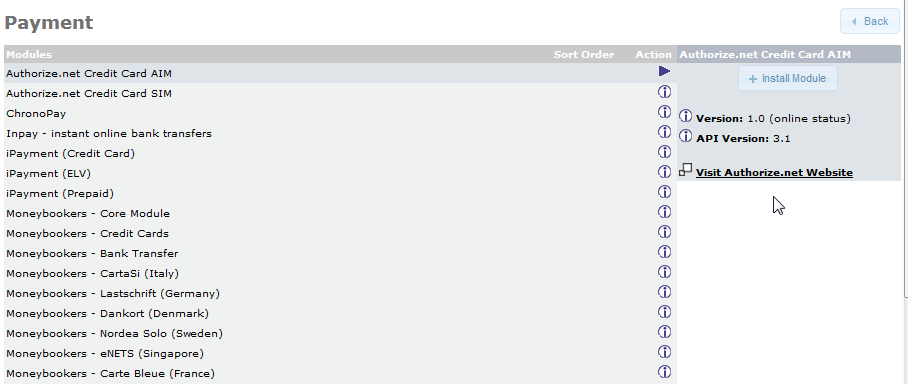 Payment
Back
Modules Sort Order Action
Authorize.net Credit Card AIM
Authorize.net Credit Card SIM
ChronoPay
Inpay - instant online bank transfers
iPayment (Credit Card)
iPayment (ELV)
iPayment (Prepaid)
Moneybookers - Core Module
Moneybookers - Credit Cards
Moneybookers - Bank Transfer
Moneybookers - CartaSi (Italy)
Moneybookers - Lastschrift (Germany)
Moneybookers - Dankort (Denmark)
Moneybookers - Nordea Solo (Sweden)
Moneybookers - eNETS (Singapore)
Moneybookers - Carte Bleue (France)
Authorize.net Credit Card AIM
+ Install Module
Version: 1.0 (online status)
API Version: 3.1
Visit Authorize.net Website